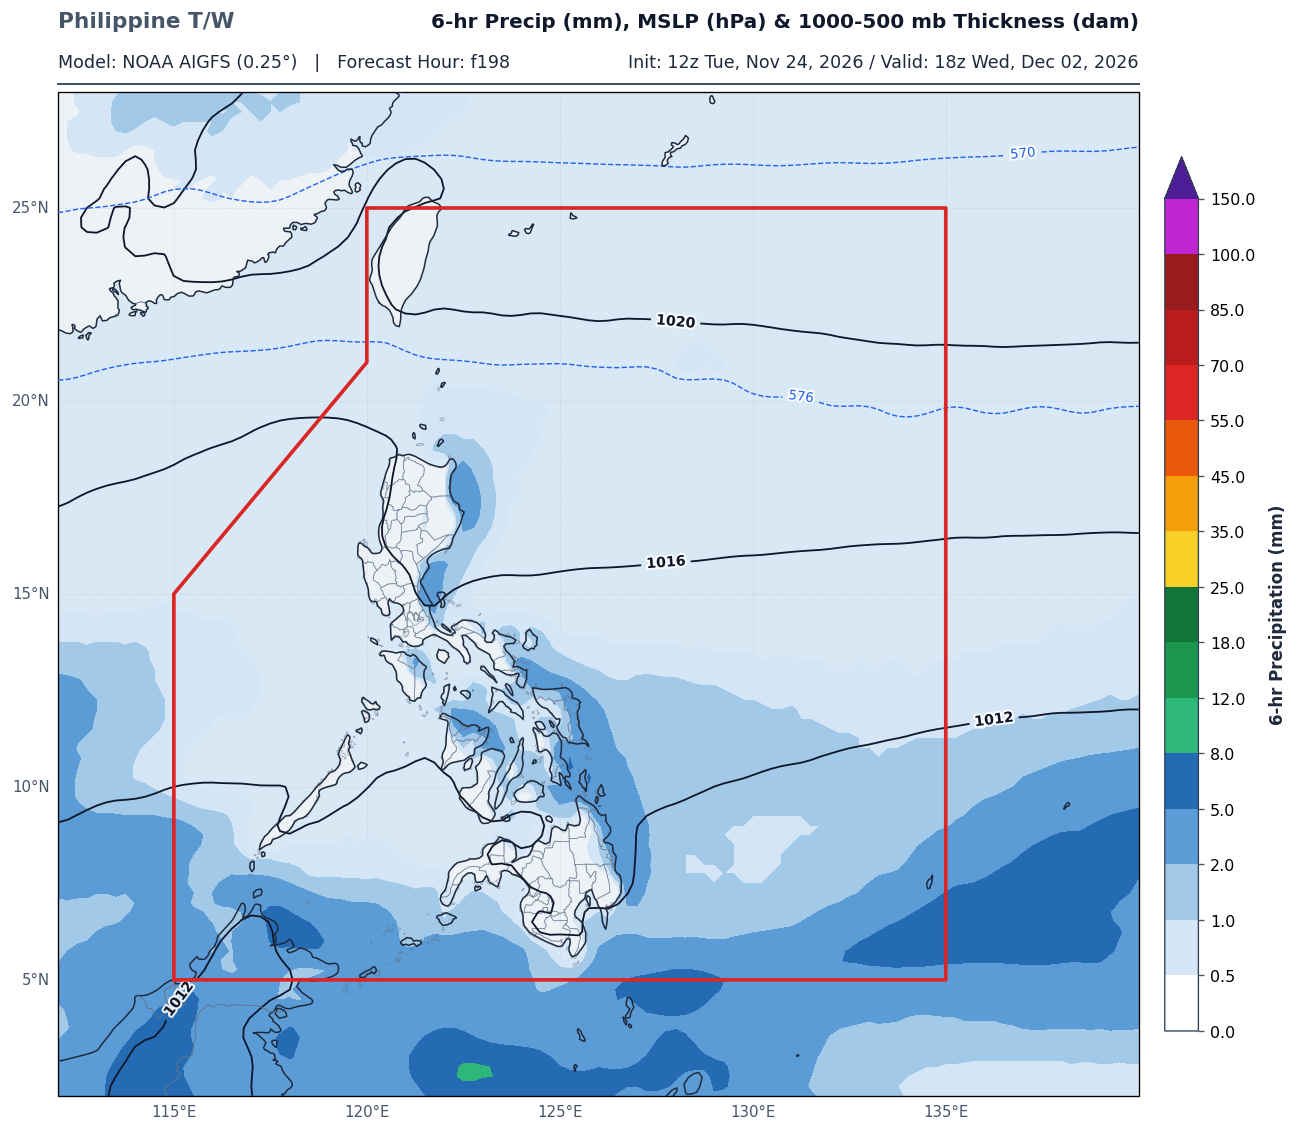 Philippine T/W
6-hr Precip (mm), MSLP (hPa) & 1000-500 mb Thickness (dam)
Model: NOAA AIGFS (0.25°) | Forecast Hour: f198
Init: 12z Tue, Nov 24, 2026 / Valid: 18z Wed, Dec 02, 2026
570
25°N
1020
20°N
576
1016
15°N
1012
10°N
5°N
1012
115°E
120°E
125°E
130°E
135°E
150.0
100.0
85.0
70.0
55.0
45.0
35.0
25.0
18.0
12.0
8.0
5.0
2.0
1.0
0.5
0.0
6-hr Precipitation (mm)